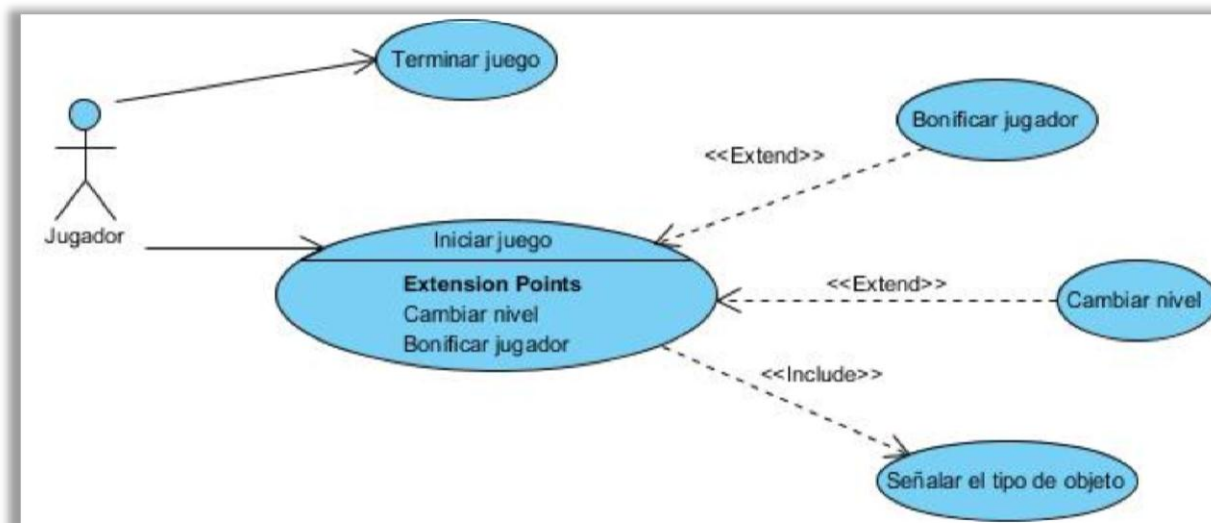 Terminar juego
Bonificar jugador
<<Extend>>
Jugador
Iniciar juego
Extension Points
Cambiar nivel
Bonificar jugador
<<Extend>>
Cambiar nivel
<<Include>>
Señalar el tipo de objeto